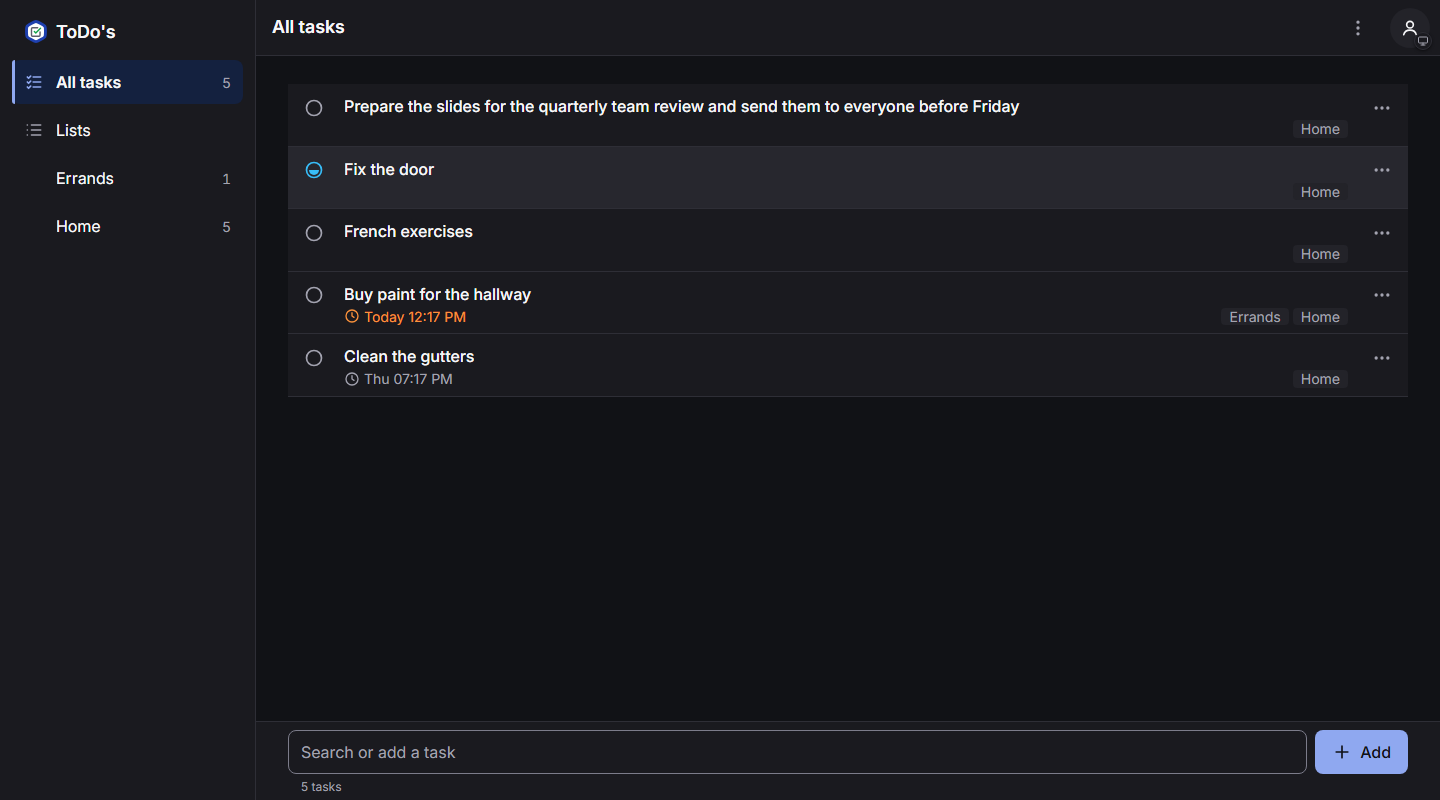 ToDo's
All tasks 5
Lists
Errands 1
Home 5
All tasks
Prepare the slides for the quarterly team review and send them to everyone before Friday
Home
Fix the door
Home
French exercises
Home
Buy paint for the hallway
Today 12:17 PM Errands Home
Clean the gutters
Thu 07:17 PM Home
Search or add a task
Add
5 tasks